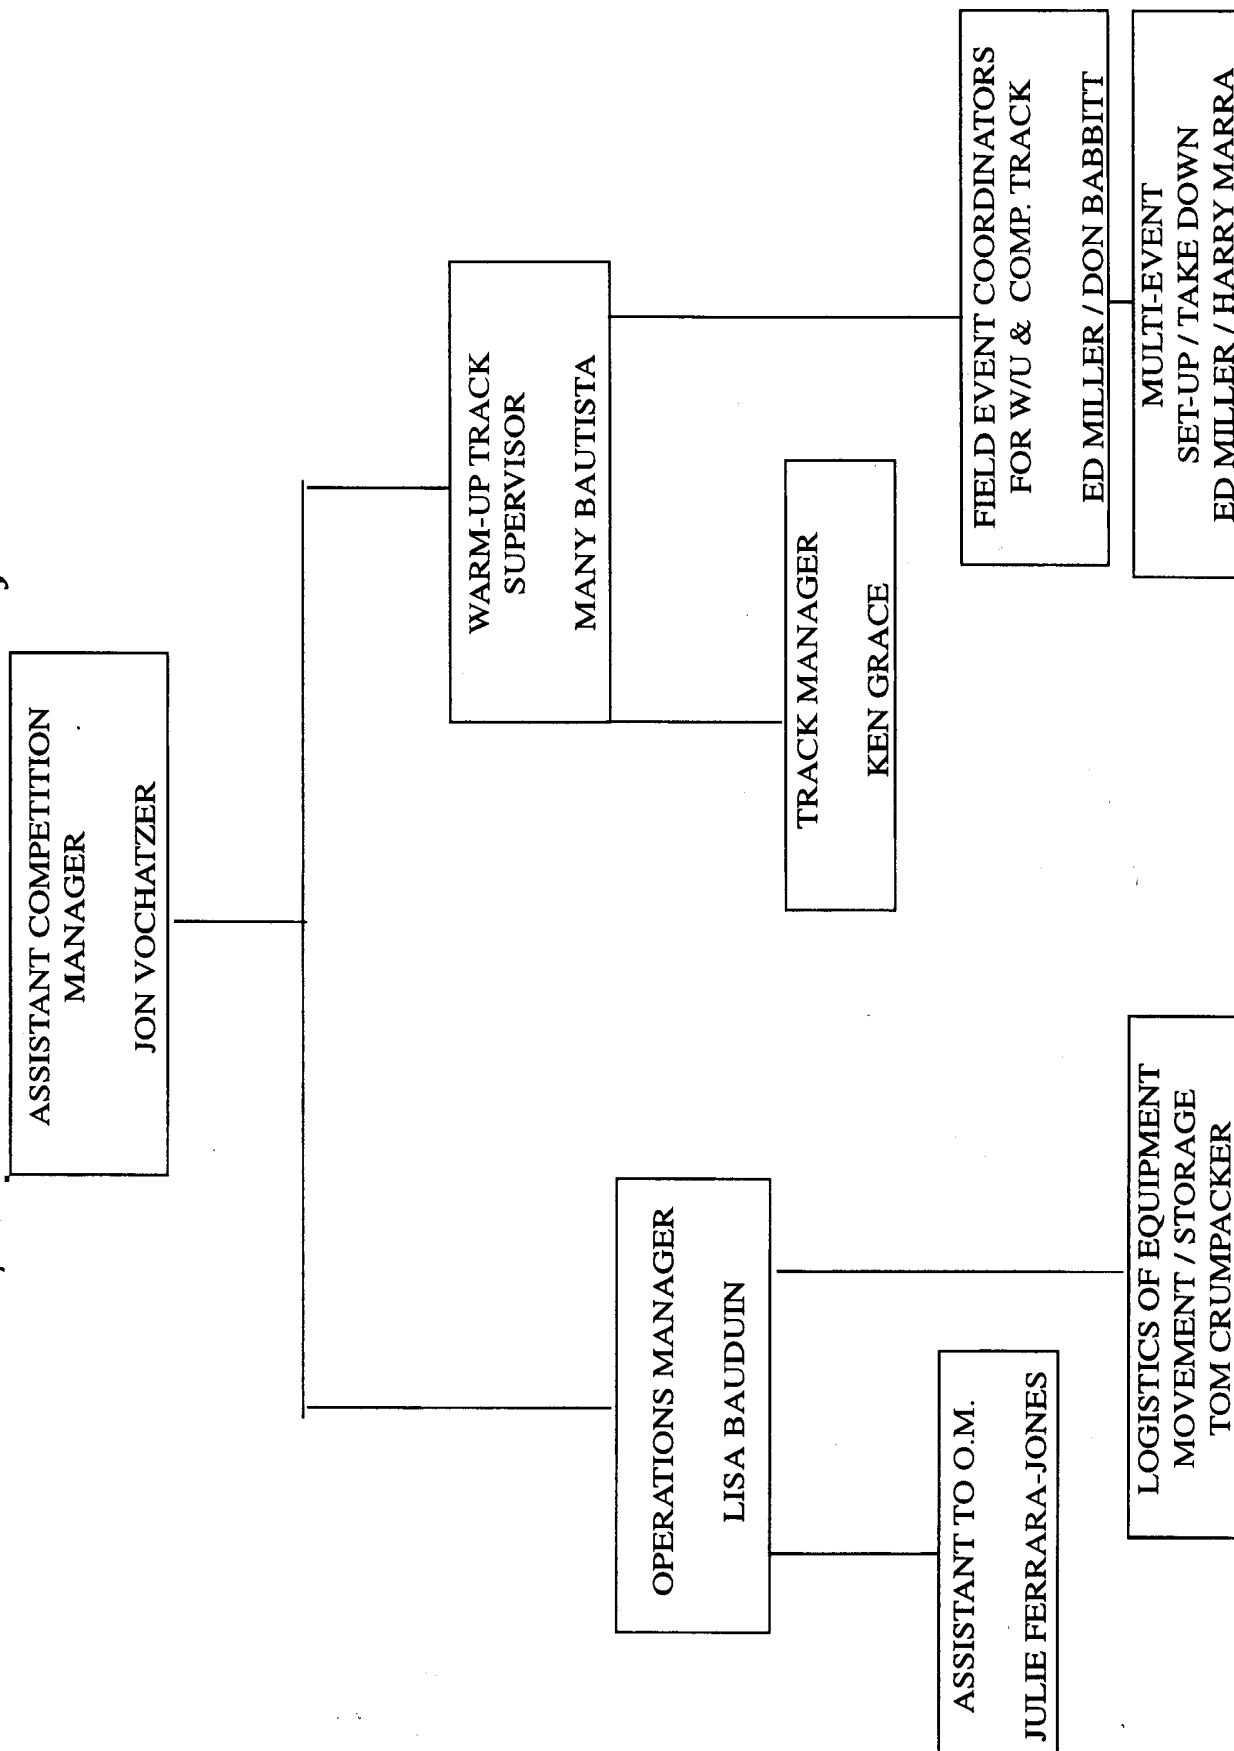 ASSISTANT COMPETITION
MANAGER
JON VOCHATZER
OPERATIONS MANAGER
LISA BAUDUIN
ASSISTANT TO O.M.
JULIE FERRARA-JONES
LOGISTICS OF EQUIPMENT
MOVEMENT / STORAGE
TOM CRUMPACKER
WARM-UP TRACK
SUPERVISOR
MANY BAUTISTA
TRACK MANAGER
KEN GRACE
FIELD EVENT COORDINATORS
FOR W/U & COMP. TRACK
ED MILLER / DON BABBITT
MULTI-EVENT
SET-UP / TAKE DOWN
ED MILLER / HARRY MARRA